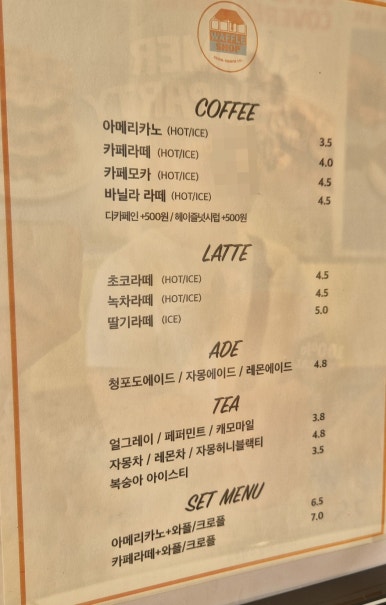 WAFFLE
COFFEE
아메리카노 (HOT/ICE) 3.5
카페라떼 (HOT/ICE) 4.0
카페모카 (HOT/ICE) 4.5
바닐라 라떼 (HOT/ICE) 4.5
디카페인 +500원 / 헤이즐넛시럽 +500원
LATTE
초코라떼 (HOT/ICE) 4.5
녹차라떼 (HOT/ICE) 4.5
딸기라떼 (ICE) 5.0
ADE
청포도에이드 / 자몽에이드 / 레몬에이드 4.8
TEA
얼그레이 / 페퍼민트 / 캐모마일 3.8
자몽차 / 레몬차 / 자몽허니블랙티 4.8
복숭아 아이스티 3.5
SET MENU
아메리카노+와플/크로플 6.5
카페라떼+와플/크로플 7.0